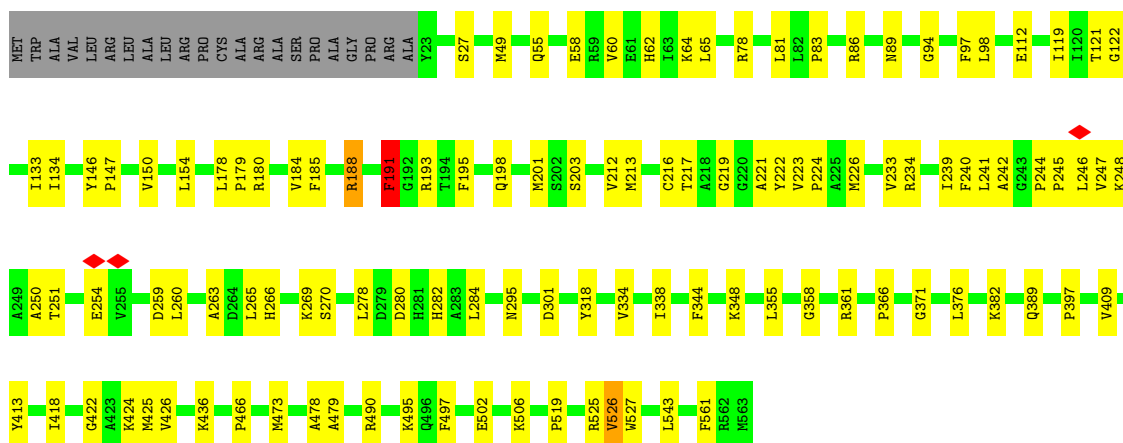 MET TRP ALA VAL LEU ARG LEU ALA LEU ARG PRO CYS ALA ARG ALA SER PRO ALA GLY PRO ARG ALA Y23 S27 M49 Q55 E58 R59 V60 E61 H62 I63 K64 L65 R78 L81 L82 P83 R86 N89 G94 F97 L98 E112 I119 I120 T121 G122
I133 I134 Y146 P147 V150 L154 L178 P179 R180 V184 F185 R188 F191 G192 R193 T194 F195 Q198 M201 S202 S203 V212 M213 C216 T217 A218 G219 G220 A221 Y222 V223 P224 A225 M226 V233 R234 I239 F240 L241 A242 G243 P244 P245 L246 V247 K248
A249 A250 T251 E254 V255 D259 L260 A263 D264 L265 H266 K269 S270 L278 D279 D280 H281 H282 A283 L284 N295 D301 Y318 V334 I338 F344 K348 L355 G358 R361 P366 G371 L376 K382 Q389 P397 V409
Y413 I418 G422 A423 K424 M425 V426 K436 P466 M473 A478 A479 R490 K495 Q496 F497 E502 K506 P519 R525 V526 W527 L543 F561 R562 M563